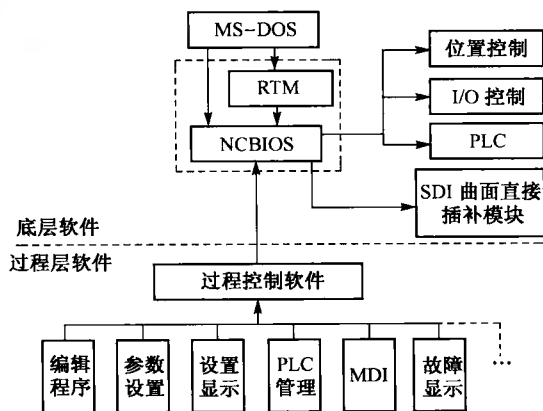 MS-DOS
RTM
NCBIOS
位置控制
I/O 控制
PLC
SDI 曲面直接
插补模块
底层软件
过程层软件
过程控制软件
编辑
程序
参数
设置
设置
显示
PLC
管理
MDI
故障
显示
…